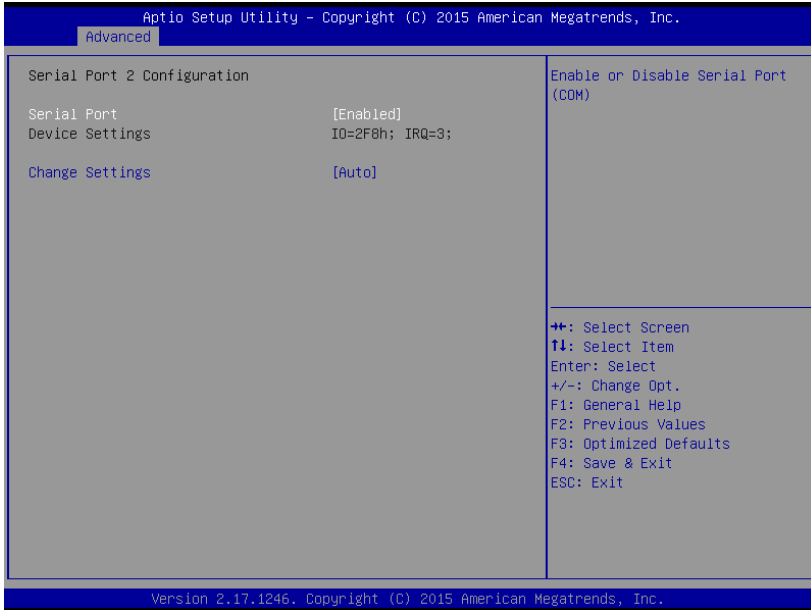 Aptio Setup Utility – Copyright (C) 2015 American Megatrends, Inc.
Advanced
Serial Port 2 Configuration
Serial Port [Enabled]
Device Settings IO=2F8h; IRQ=3;
Change Settings [Auto]
Enable or Disable Serial Port
(COM)
→←: Select Screen
↑↓: Select Item
Enter: Select
+/-: Change Opt.
F1: General Help
F2: Previous Values
F3: Optimized Defaults
F4: Save & Exit
ESC: Exit
Version 2.17.1246. Copyright (C) 2015 American Megatrends, Inc.